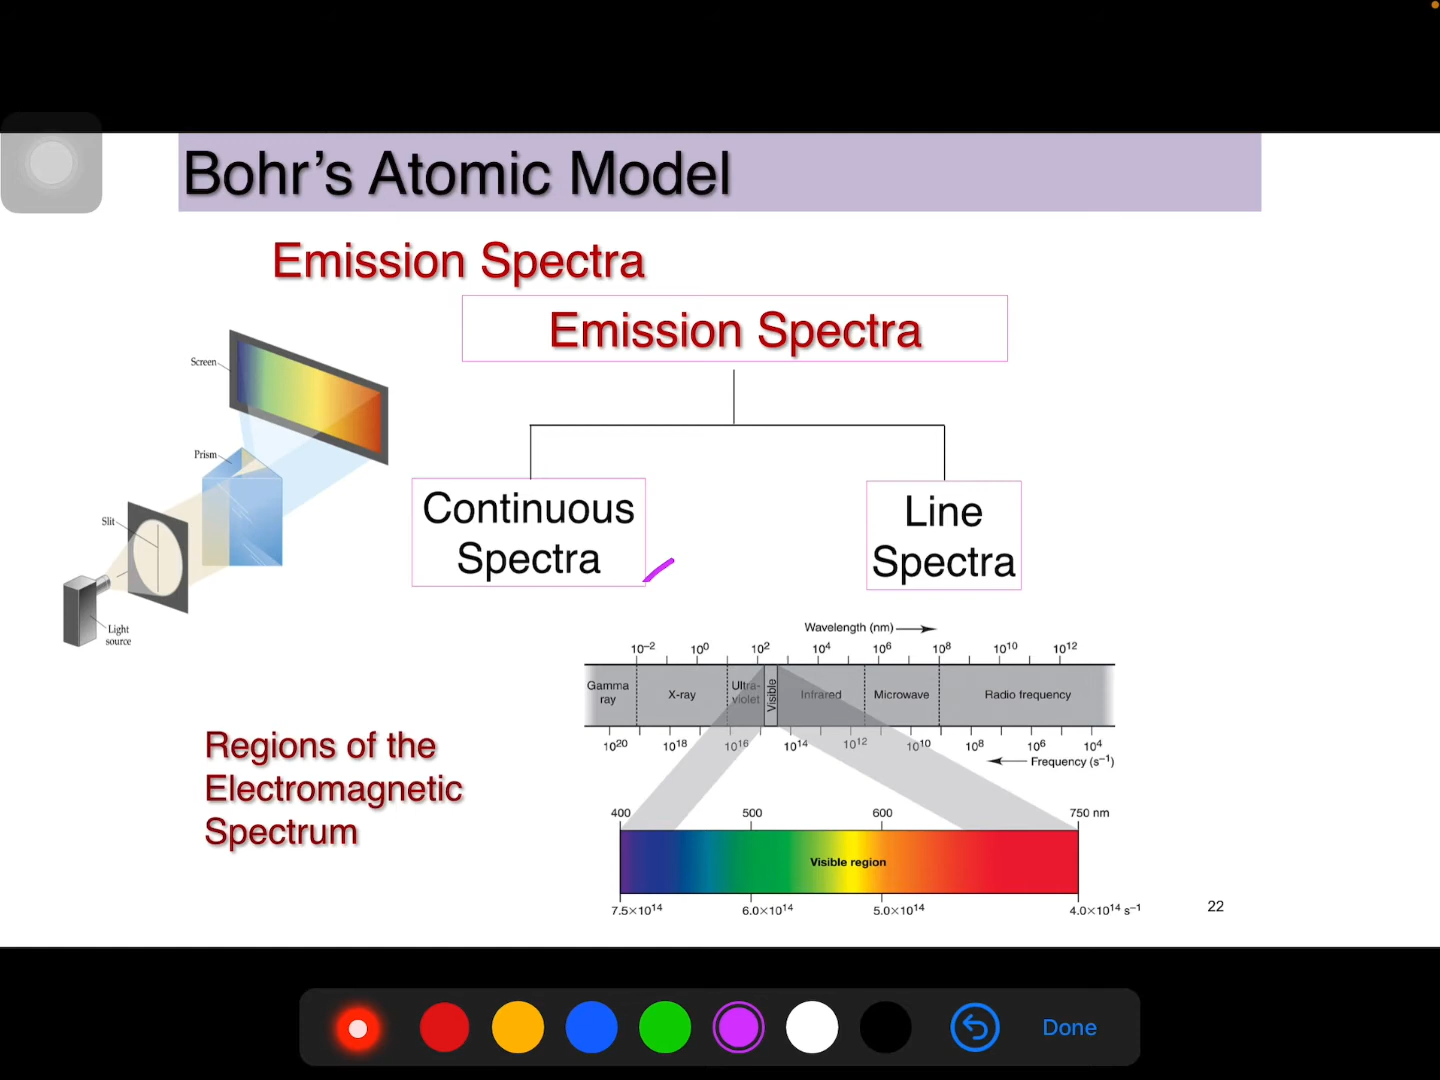 Bohr’s Atomic Model
Emission Spectra
Emission Spectra
Screen
Prism
Slit
Light
source
Continuous
Spectra
Line
Spectra
Wavelength (nm)
10⁻² 10⁰ 10² 10⁴ 10⁶ 10⁸ 10¹⁰ 10¹²
Gamma
ray
X-ray
Ultra-
violet
Visible
Infrared
Microwave
Radio frequency
10²⁰ 10¹⁸ 10¹⁶ 10¹⁴ 10¹² 10¹⁰ 10⁸ 10⁶ 10⁴
Frequency (s⁻¹)
Regions of the
Electromagnetic
Spectrum
400 500 600 750 nm
Visible region
7.5×10¹⁴ 6.0×10¹⁴ 5.0×10¹⁴ 4.0×10¹⁴ s⁻¹
22
Done